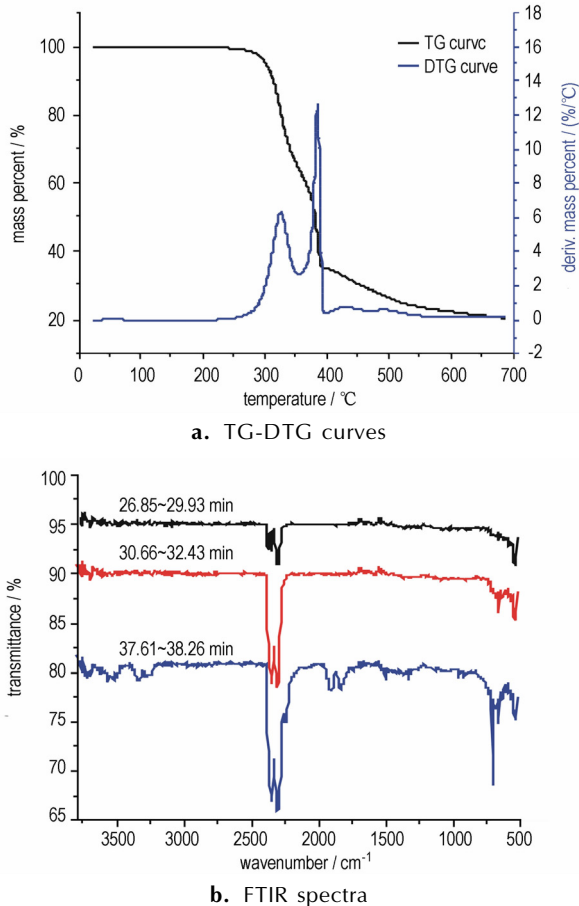 18
100
TG curvc
16
DTG curve
14
80
12
10
60
8
6
40
4
2
20
0
-2
0 100 200 300 400 500 600 700
mass percent / %
deriv. mass percent / (%/℃)
temperature / ℃
a. TG-DTG curves
100
26.85~29.93 min
95
30.66~32.43 min
90
85
37.61~38.26 min
80
75
70
65
transmittance / %
3500 3000 2500 2000 1500 1000 500
wavenumber / cm-1
b. FTIR spectra